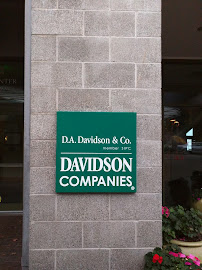 D.A. Davidson & Co.
member SIPC
DAVIDSON
COMPANIES